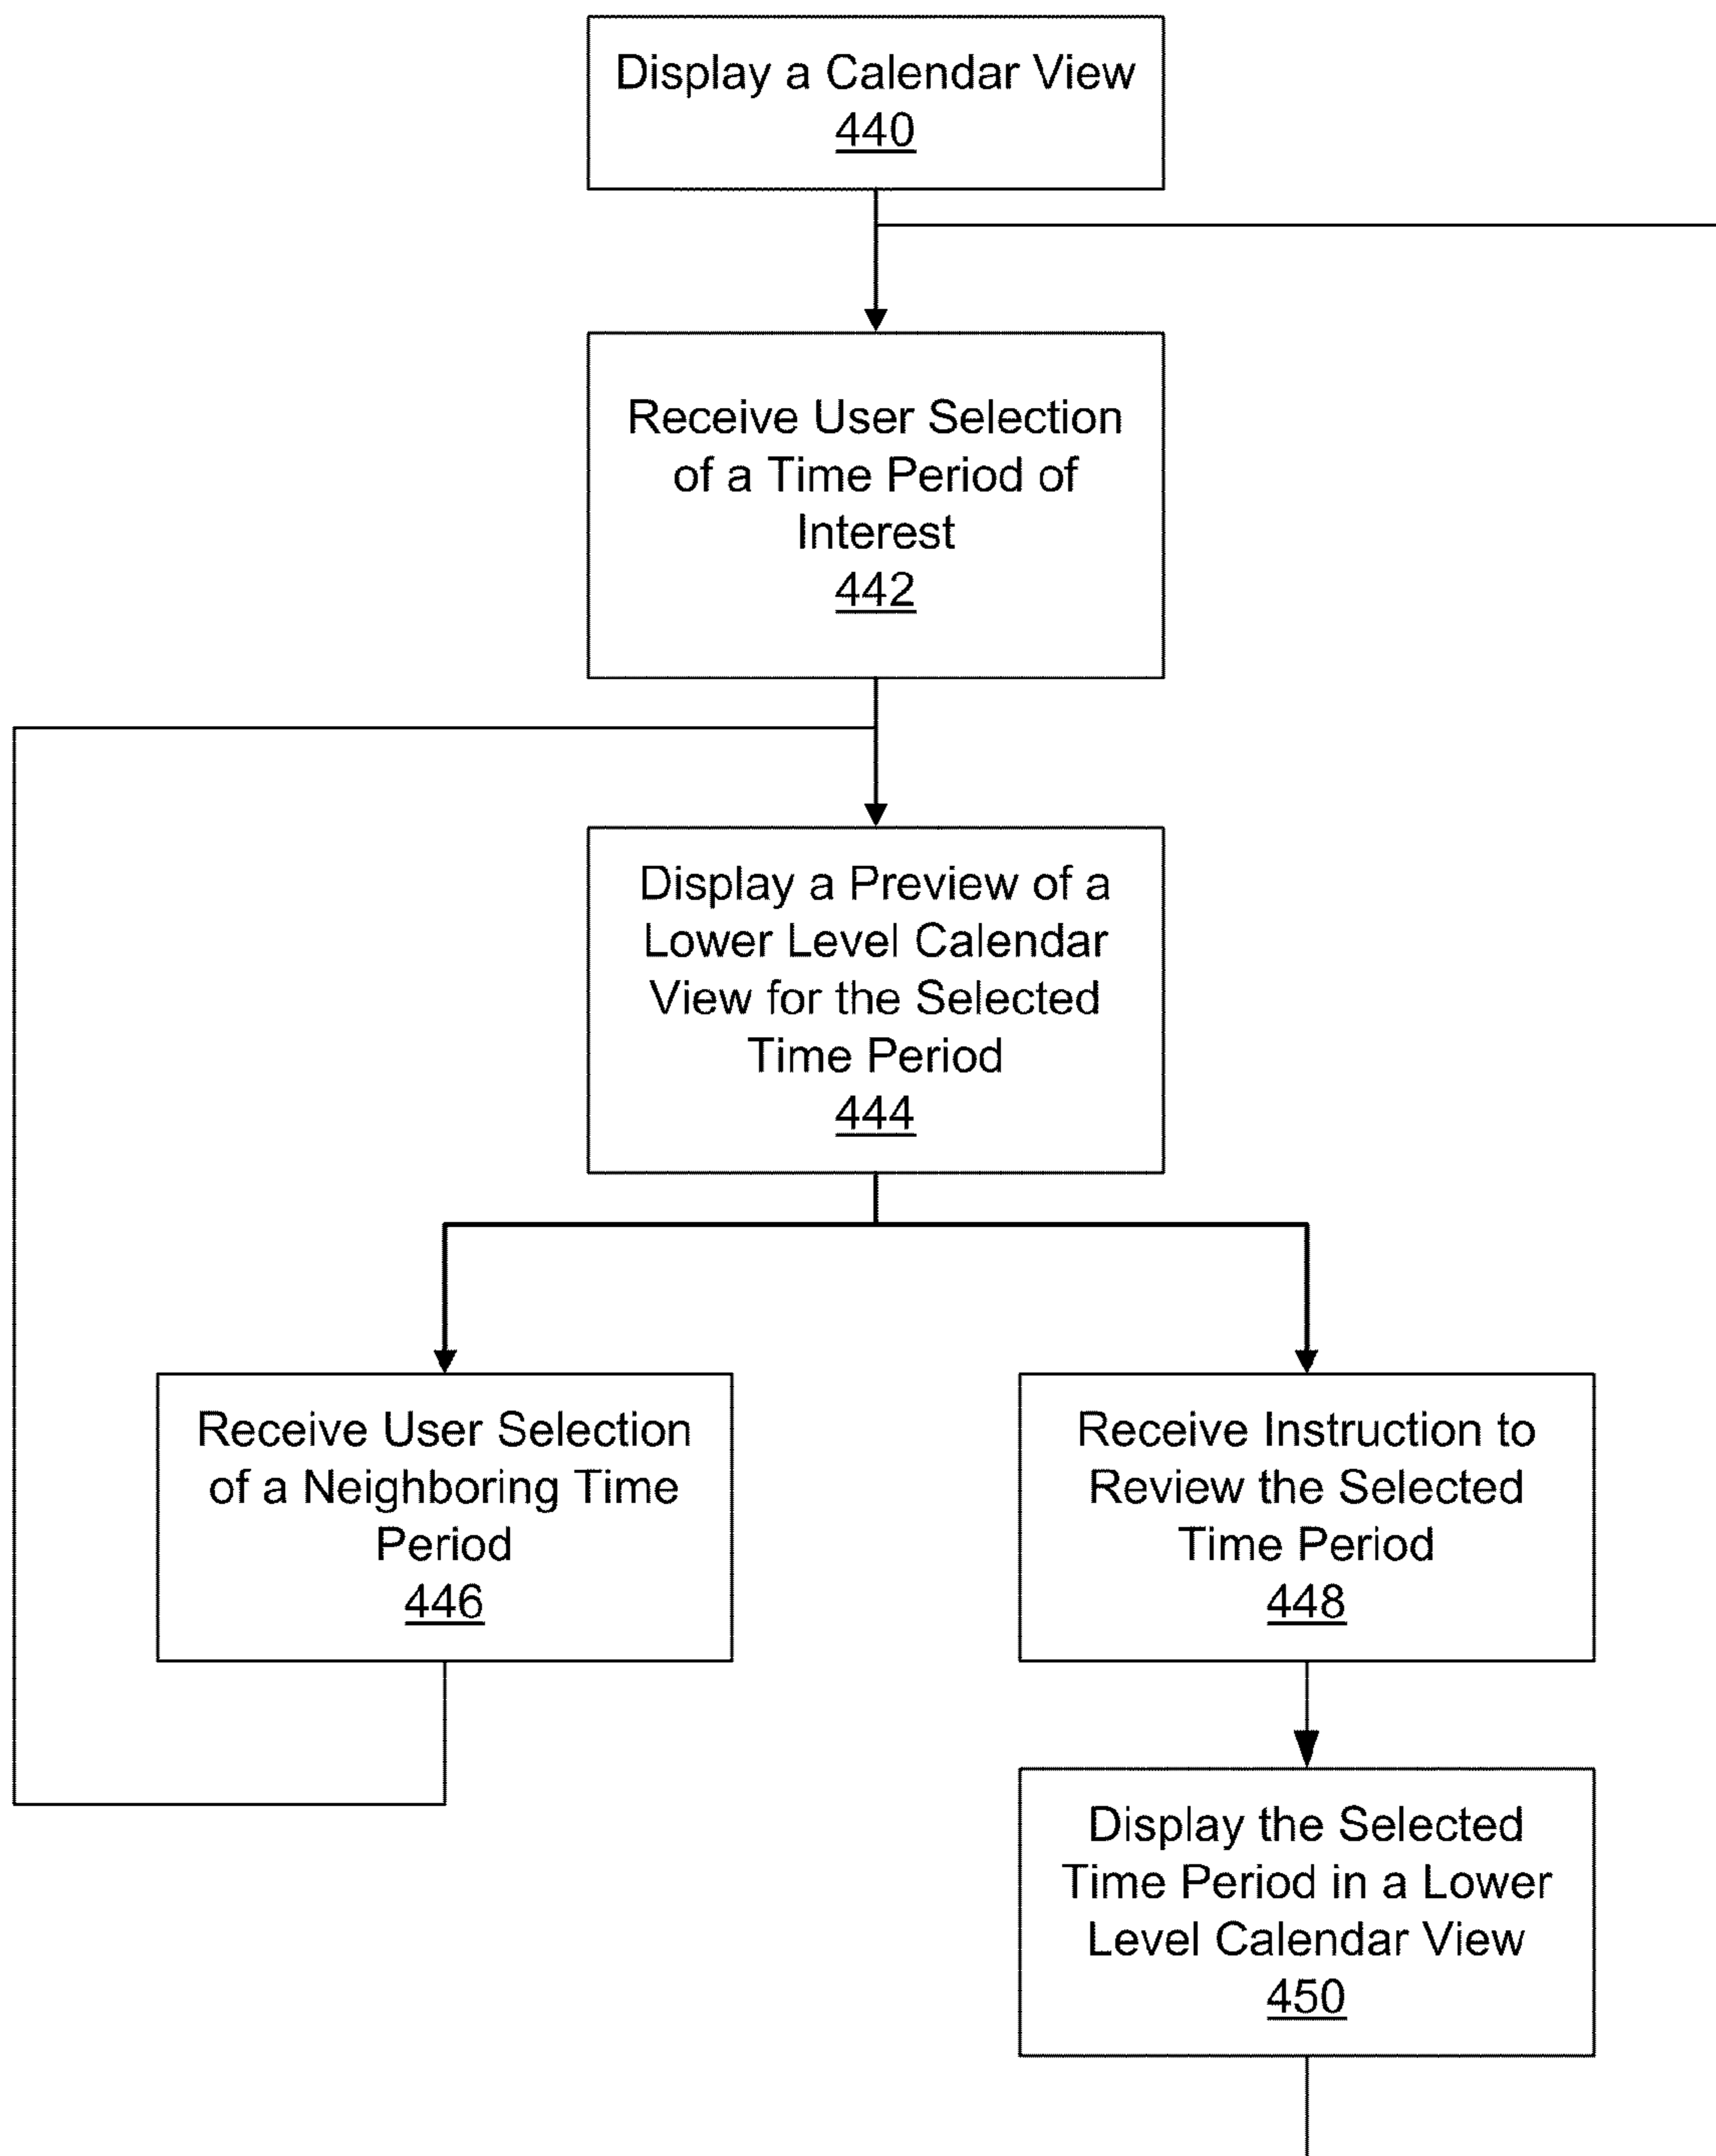 Display a Calendar View
440
Receive User Selection
of a Time Period of
Interest
442
Display a Preview of a
Lower Level Calendar
View for the Selected
Time Period
444
Receive User Selection
of a Neighboring Time
Period
446
Receive Instruction to
Review the Selected
Time Period
448
Display the Selected
Time Period in a Lower
Level Calendar View
450